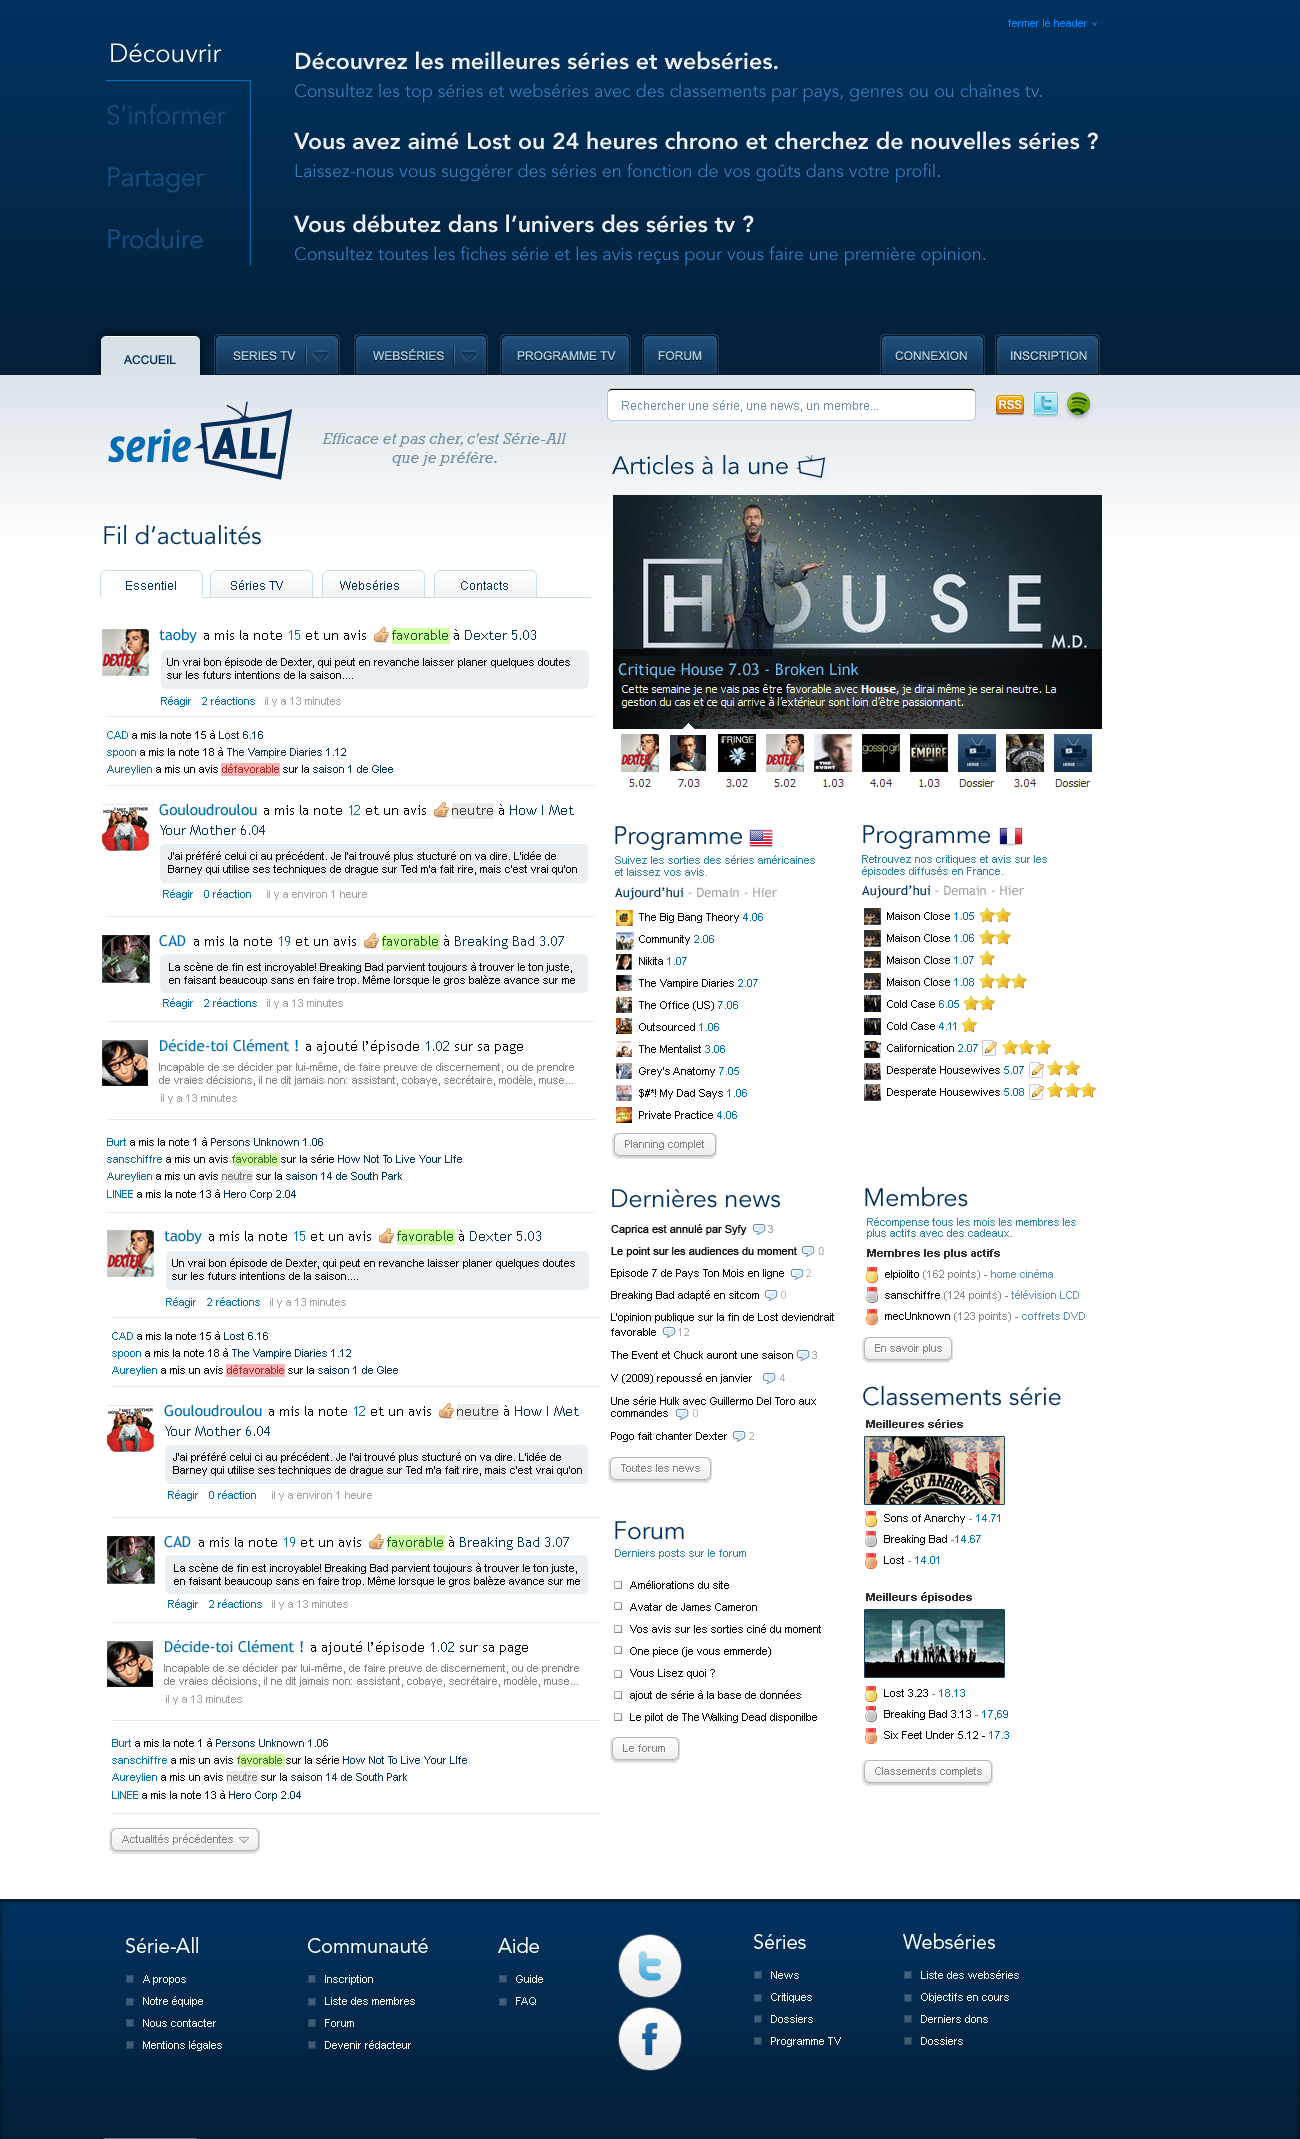 fermer le header v
Découvrir
S'informer
Partager
Produire
Découvrez les meilleures séries et webséries.
Consultez les top séries et webséries avec des classements par pays, genres ou ou chaînes tv.
Vous avez aimé Lost ou 24 heures chrono et cherchez de nouvelles séries ?
Laissez-nous vous suggérer des séries en fonction de vos goûts dans votre profil.
Vous débutez dans l'univers des séries tv ?
Consultez toutes les fiches série et les avis reçus pour vous faire une première opinion.
ACCUEIL
SERIES TV
WEBSÉRIES
PROGRAMME TV
FORUM
CONNEXION
INSCRIPTION
serie ALL
Efficace et pas cher, c'est Série-All
que je préfère.
Rechercher une série, une news, un membre...
RSS
Fil d'actualités
Essentiel
Séries TV
Webséries
Contacts
DEXTER
taoby a mis la note 15 et un avis favorable à Dexter 5.03
Un vrai bon épisode de Dexter, qui peut en revanche laisser planer quelques doutes
sur les futurs intentions de la saison....
Réagir 2 réactions il y a 13 minutes
CAD a mis la note 15 à Lost 6.16
spoon a mis la note 18 à The Vampire Diaries 1.12
Aureylien a mis un avis défavorable sur la saison 1 de Glee
Gouloudroulou a mis la note 12 et un avis neutre à How I Met
Your Mother 6.04
J'ai préféré celui ci au précédent. Je l'ai trouvé plus stucturé on va dire. L'idée de
Barney qui utilise ses techniques de drague sur Ted m'a fait rire, mais c'est vrai qu'on
Réagir 0 réaction il y a environ 1 heure
CAD a mis la note 19 et un avis favorable à Breaking Bad 3.07
La scène de fin est incroyable! Breaking Bad parvient toujours à trouver le ton juste,
en faisant beaucoup sans en faire trop. Même lorsque le gros balèze avance sur me
Réagir 2 réactions il y a 13 minutes
Décide-toi Clément ! a ajouté l'épisode 1.02 sur sa page
Incapable de se décider par lui-même, de faire preuve de discernement, ou de prendre
de vraies décisions, il ne dit jamais non: assistant, cobaye, secrétaire, modèle, muse...
il y a 13 minutes
Burt a mis la note 1 à Persons Unknown 1.06
sanschiffre a mis un avis favorable sur la série How Not To Live Your LIfe
Aureylien a mis un avis neutre sur la saison 14 de South Park
LINEE a mis la note 13 à Hero Corp 2.04
DEXTER
taoby a mis la note 15 et un avis favorable à Dexter 5.03
Un vrai bon épisode de Dexter, qui peut en revanche laisser planer quelques doutes
sur les futurs intentions de la saison....
Réagir 2 réactions il y a 13 minutes
CAD a mis la note 15 à Lost 6.16
spoon a mis la note 18 à The Vampire Diaries 1.12
Aureylien a mis un avis défavorable sur la saison 1 de Glee
Gouloudroulou a mis la note 12 et un avis neutre à How I Met
Your Mother 6.04
J'ai préféré celui ci au précédent. Je l'ai trouvé plus stucturé on va dire. L'idée de
Barney qui utilise ses techniques de drague sur Ted m'a fait rire, mais c'est vrai qu'on
Réagir 0 réaction il y a environ 1 heure
CAD a mis la note 19 et un avis favorable à Breaking Bad 3.07
La scène de fin est incroyable! Breaking Bad parvient toujours à trouver le ton juste,
en faisant beaucoup sans en faire trop. Même lorsque le gros balèze avance sur me
Réagir 2 réactions il y a 13 minutes
Décide-toi Clément ! a ajouté l'épisode 1.02 sur sa page
Incapable de se décider par lui-même, de faire preuve de discernement, ou de prendre
de vraies décisions, il ne dit jamais non: assistant, cobaye, secrétaire, modèle, muse...
il y a 13 minutes
Burt a mis la note 1 à Persons Unknown 1.06
sanschiffre a mis un avis favorable sur la série How Not To Live Your LIfe
Aureylien a mis un avis neutre sur la saison 14 de South Park
LINEE a mis la note 13 à Hero Corp 2.04
Actualités précédentes
Articles à la une
HOUSE M.D.
Critique House 7.03 - Broken Link
Cette semaine je ne vais pas être favorable avec House, je dirai même je serai neutre. La
gestion du cas et ce qui arrive à l'extérieur sont loin d'être passionnant.
DEXTER FRINGE DEXTER THE EVENT gossip girl EMPIRE
5.02 7.03 3.02 5.02 1.03 4.04 1.03 Dossier 3.04 Dossier
Programme
Suivez les sorties des séries américaines
et laissez vos avis.
Aujourd'hui - Demain - Hier
The Big Bang Theory 4.06
Community 2.06
Nikita 1.07
The Vampire Diaries 2.07
The Office (US) 7.06
Outsourced 1.06
The Mentalist 3.06
Grey's Anatomy 7.05
$#*! My Dad Says 1.06
Private Practice 4.06
Planning complet
Programme
Retrouvez nos critiques et avis sur les
épisodes diffusés en France.
Aujourd'hui - Demain - Hier
Maison Close 1.05
Maison Close 1.06
Maison Close 1.07
Maison Close 1.08
Cold Case 6.05
Cold Case 4.11
Californication 2.07
Desperate Housewives 5.07
Desperate Housewives 5.08
Dernières news
Caprica est annulé par Syfy 3
Le point sur les audiences du moment 0
Episode 7 de Pays Ton Mois en ligne 2
Breaking Bad adapté en sitcom 0
L'opinion publique sur la fin de Lost deviendrait
favorable 12
The Event et Chuck auront une saison 3
V (2009) repoussé en janvier 4
Une série Hulk avec Guillermo Del Toro aux
commandes 0
Pogo fait chanter Dexter 2
Toutes les news
Forum
Derniers posts sur le forum
Améliorations du site
Avatar de James Cameron
Vos avis sur les sorties ciné du moment
One piece (je vous emmerde)
Vous Lisez quoi ?
ajout de série à la base de données
Le pilot de The Walking Dead disponilbe
Le forum
Membres
Récompense tous les mois les membres les
plus actifs avec des cadeaux.
Membres les plus actifs
elpiolito (162 points) - home cinéma
sanschiffre (124 points) - télévision LCD
mecUnknown (123 points) - coffrets DVD
En savoir plus
Classements série
Meilleures séries
SONS OF ANARCHY
Sons of Anarchy - 14.71
Breaking Bad -14.67
Lost - 14.01
Meilleurs épisodes
LOST
Lost 3.23 - 18.13
Breaking Bad 3.13 - 17,69
Six Feet Under 5.12 - 17.3
Classements complets
Série-All
A propos
Notre équipe
Nous contacter
Mentions légales
Communauté
Inscription
Liste des membres
Forum
Devenir rédacteur
Aide
Guide
FAQ
Séries
News
Critiques
Dossiers
Programme TV
Webséries
Liste des webséries
Objectifs en cours
Derniers dons
Dossiers